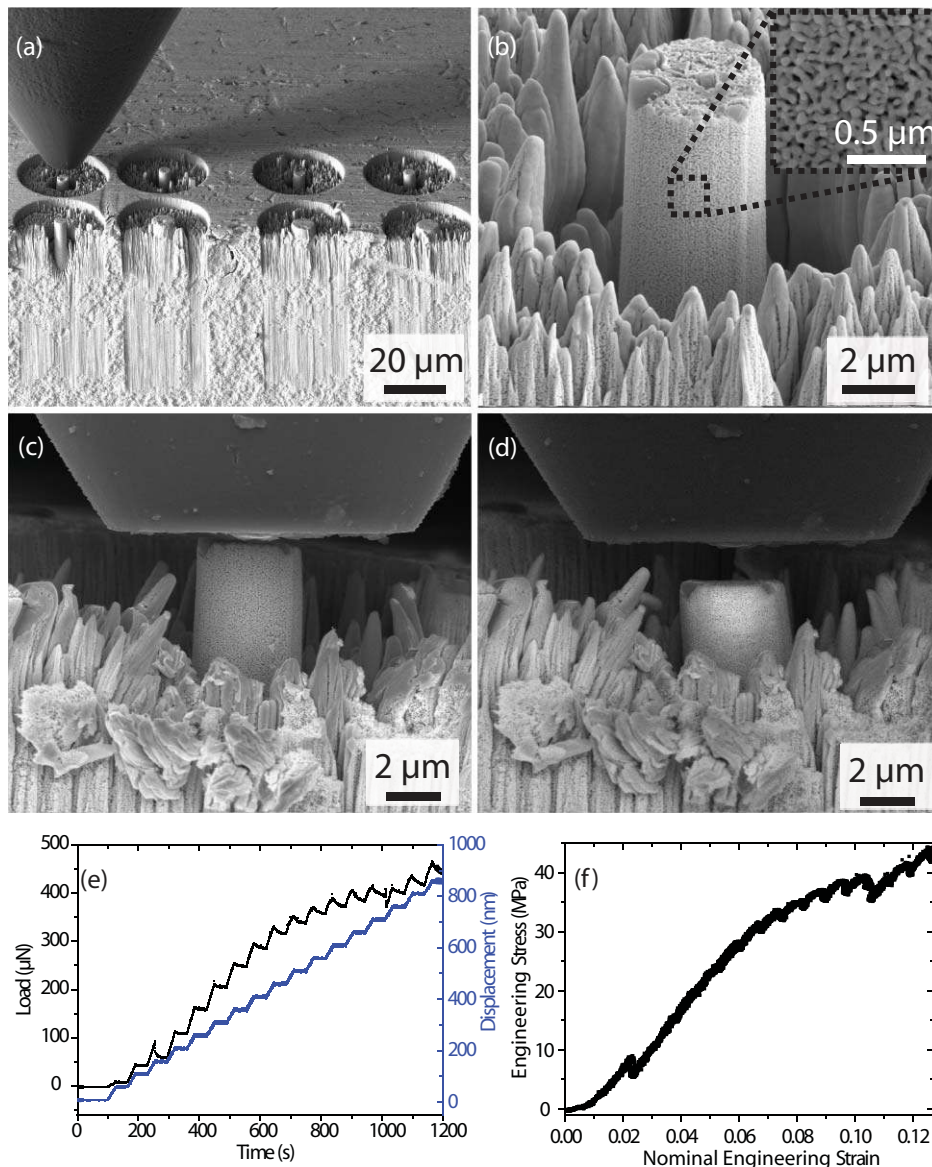 (a)
20 µm
(b)
0.5 µm
2 µm
(c)
2 µm
(d)
2 µm
(e)
500
400
300
200
100
0
Load (µN)
1000
800
600
400
200
0
Displacement (nm)
0 200 400 600 800 1000 1200
Time (s)
(f)
40
30
20
10
0
Engineering Stress (MPa)
0.00 0.02 0.04 0.06 0.08 0.10 0.12
Nominal Engineering Strain